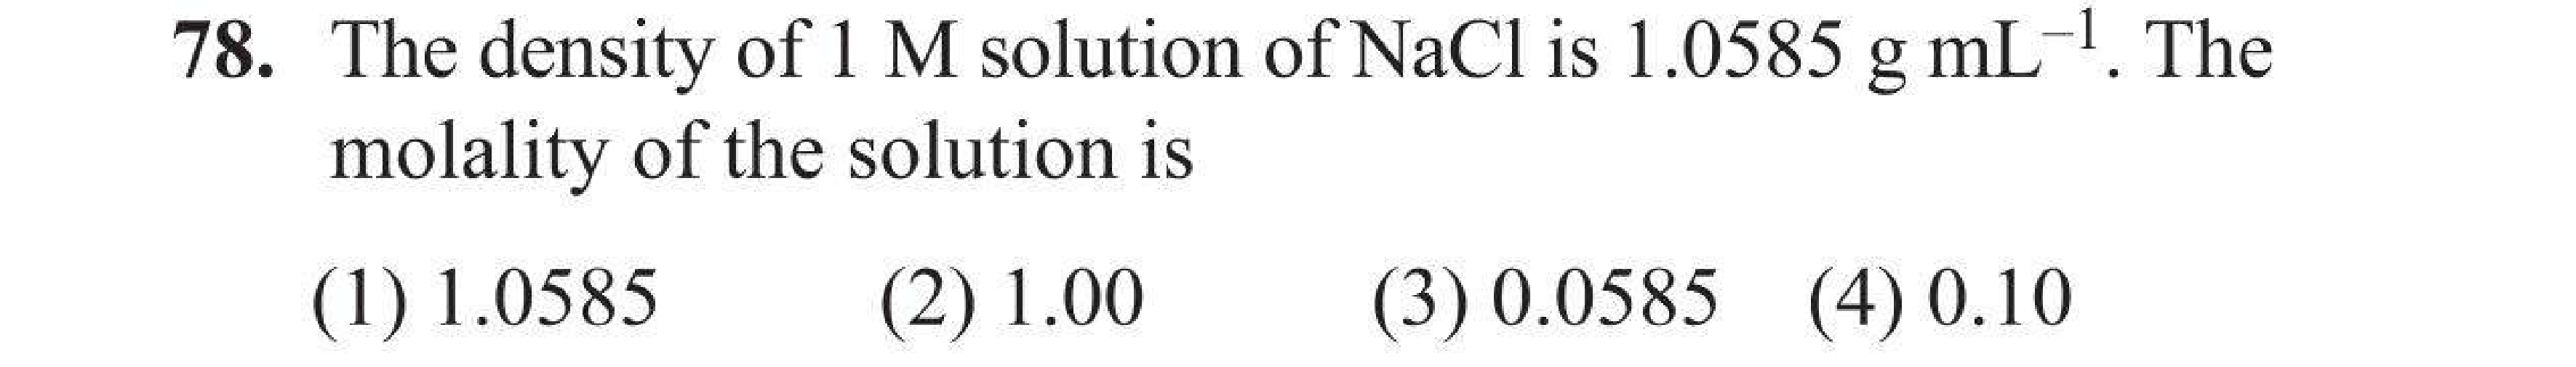 78. The density of 1 M solution of NaCl is 1.0585 g mL⁻¹. The
molality of the solution is
(1) 1.0585 (2) 1.00 (3) 0.0585 (4) 0.10